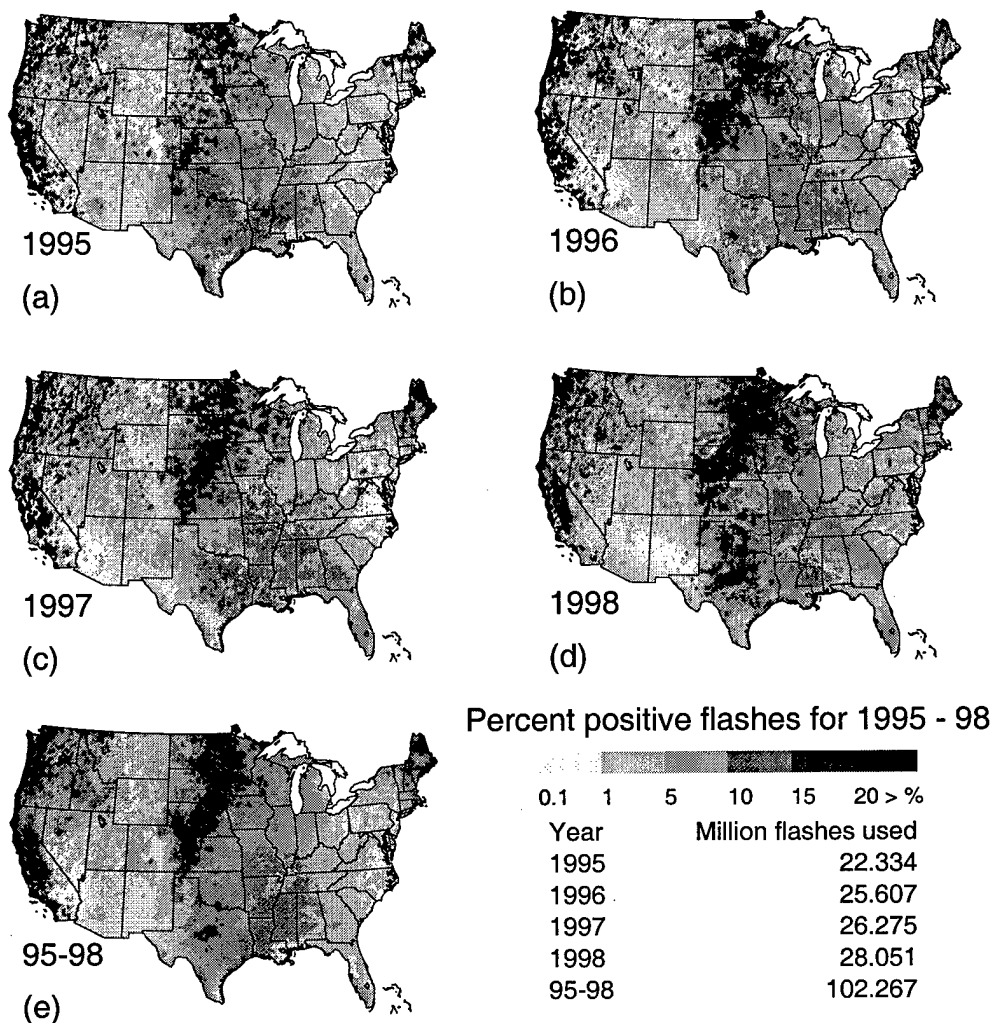 1995
(a)
1996
(b)
1997
(c)
1998
(d)
95-98
(e)
Percent positive flashes for 1995 - 98
0.1 1 5 10 15 20 > %
Year Million flashes used
1995 22.334
1996 25.607
1997 26.275
1998 28.051
95-98 102.267